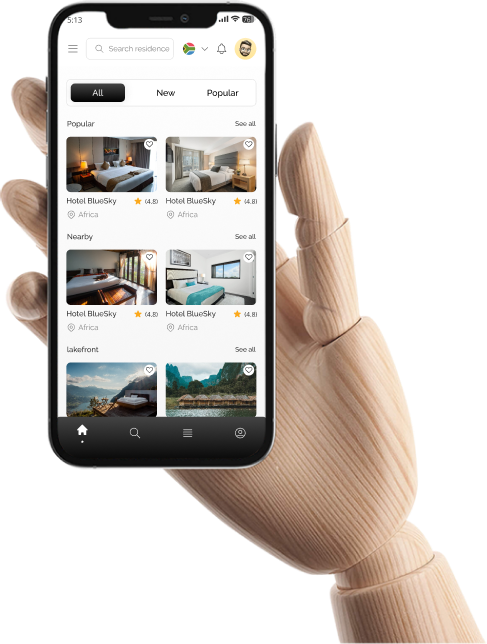 5:13
76
Search residence
All New Popular
Popular See all
Hotel BlueSky (4.8) Hotel BlueSky (4.8)
Africa Africa
Nearby See all
Hotel BlueSky (4.8) Hotel BlueSky (4.8)
Africa Africa
lakefront See all